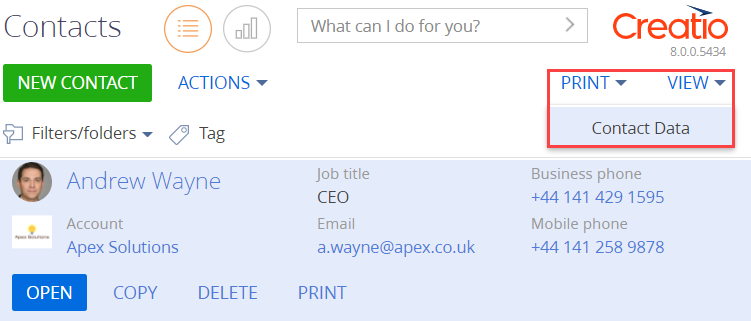 Contacts
What can I do for you?
Creatio
8.0.0.5434
NEW CONTACT ACTIONS PRINT VIEW
Contact Data
Filters/folders Tag
Andrew Wayne
Job title
CEO
Business phone
+44 141 429 1595
Account
Apex Solutions
Apex Solutions
Email
a.wayne@apex.co.uk
Mobile phone
+44 141 258 9878
OPEN COPY DELETE PRINT